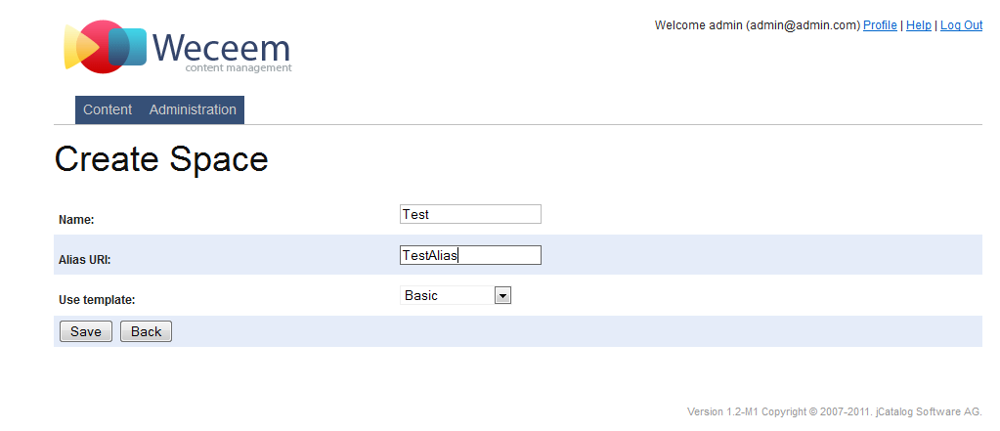 Welcome admin (admin@admin.com) Profile | Help | Log Out
Weceem
content management
Content Administration
Create Space
Name: Test
Alias URI: TestAlias
Use template: Basic
Save Back
Version 1.2-M1 Copyright © 2007-2011. jCatalog Software AG.